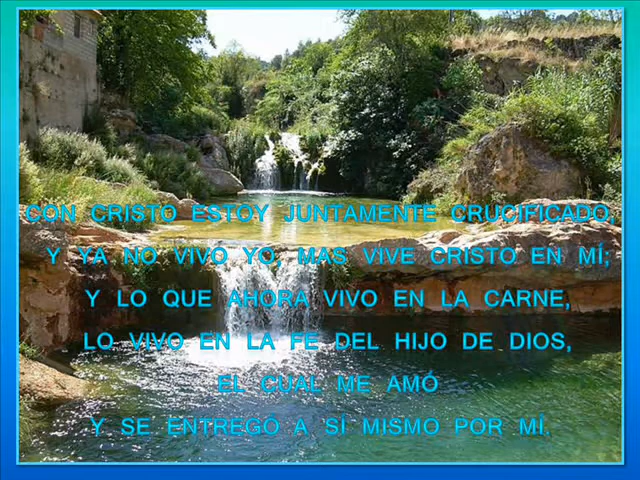 CON CRISTO ESTOY JUNTAMENTE CRUCIFICADO,
Y YA NO VIVO YO, MAS VIVE CRISTO EN MÍ;
Y LO QUE AHORA VIVO EN LA CARNE,
LO VIVO EN LA FE DEL HIJO DE DIOS,
EL CUAL ME AMÓ
Y SE ENTREGÓ A SÍ MISMO POR MÍ.